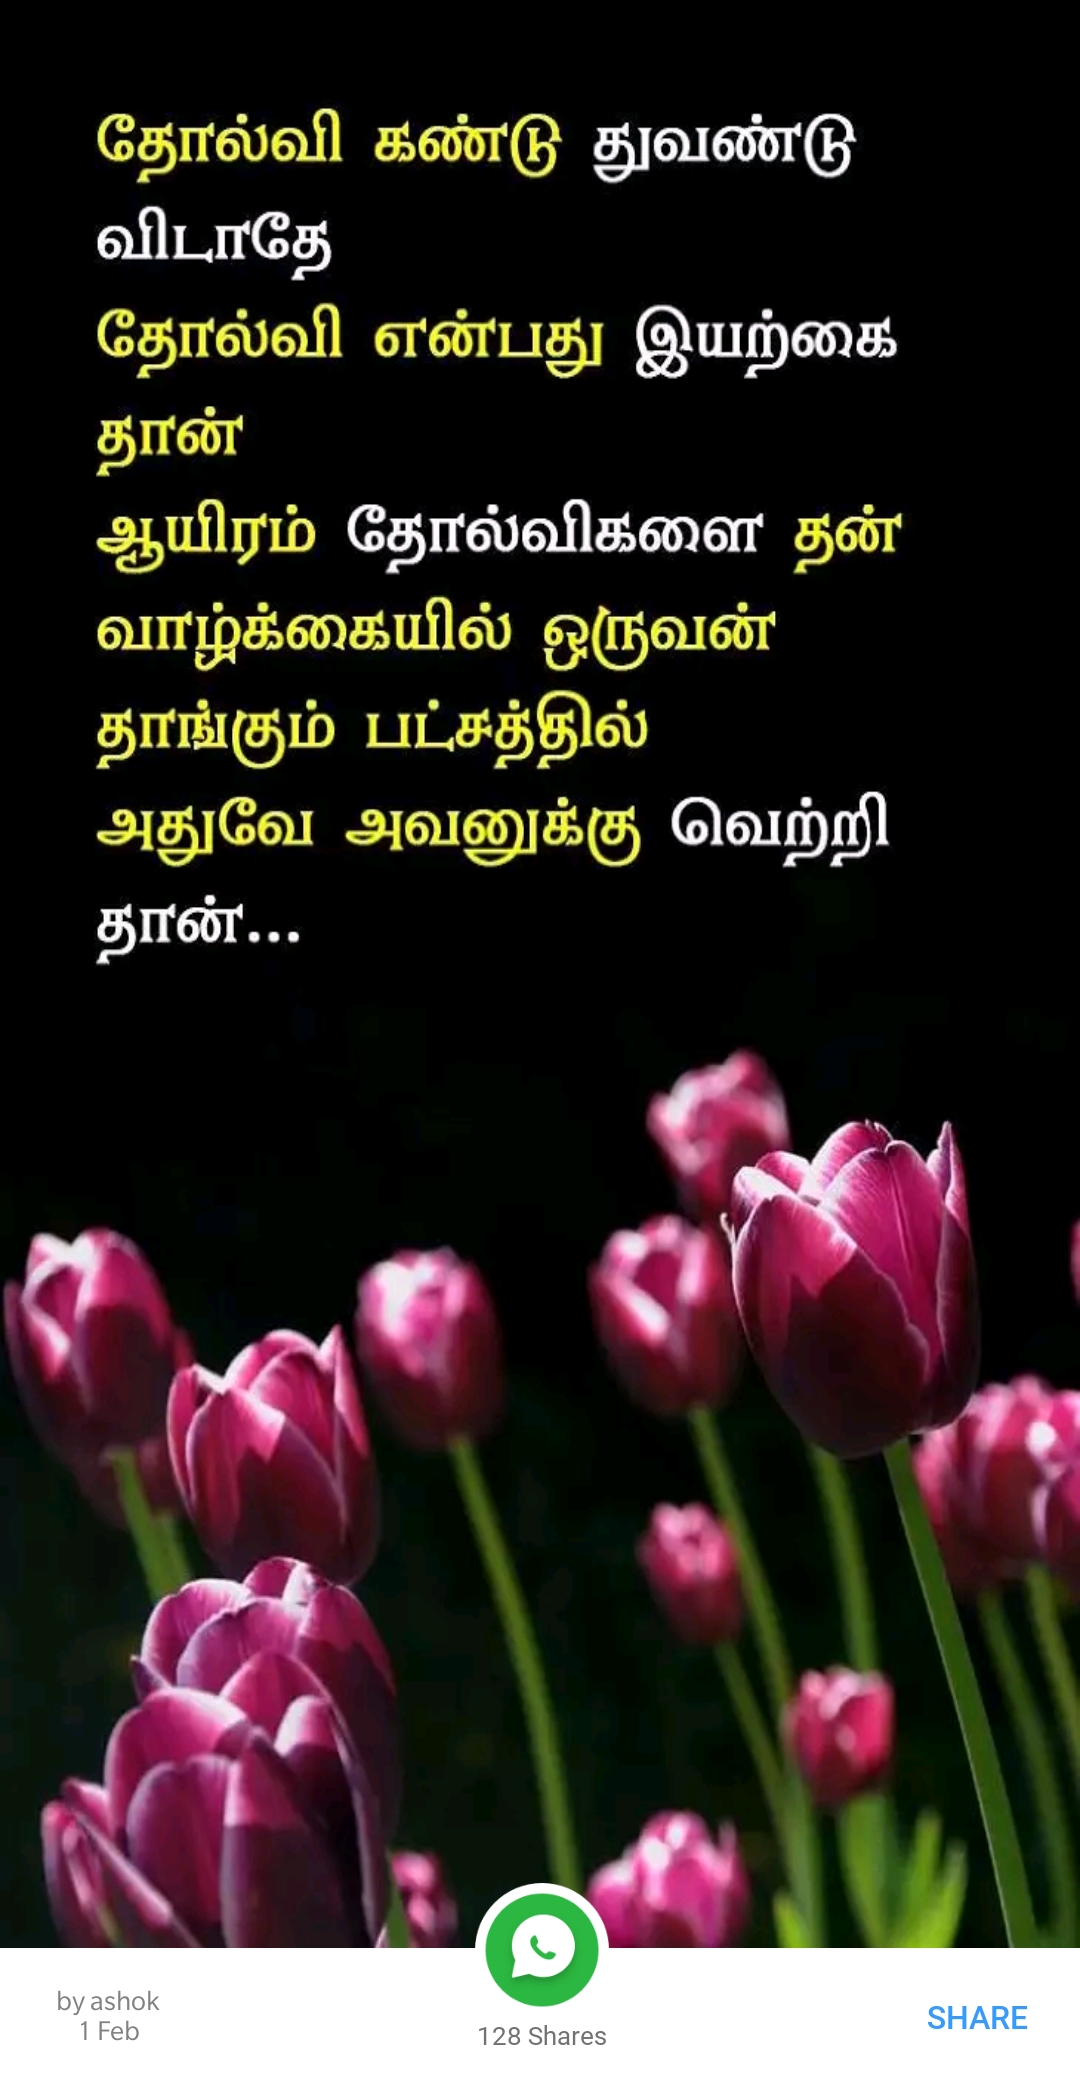 தோல்வி கண்டு துவண்டு
விடாதே
தோல்வி என்பது இயற்கை
தான்
ஆயிரம் தோல்விகளை தன்
வாழ்க்கையில் ஒருவன்
தாங்கும் பட்சத்தில்
அதுவே அவனுக்கு வெற்றி
தான்...
by ashok
1 Feb
128 Shares
SHARE